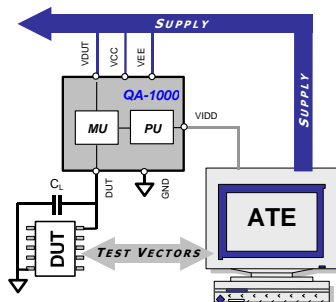 SUPPLY
SUPPLY
VDUT
VCC
VEE
QA-1000
VIDD
MU
PU
DUT
GND
CL
ATE
DUT
TEST VECTORS